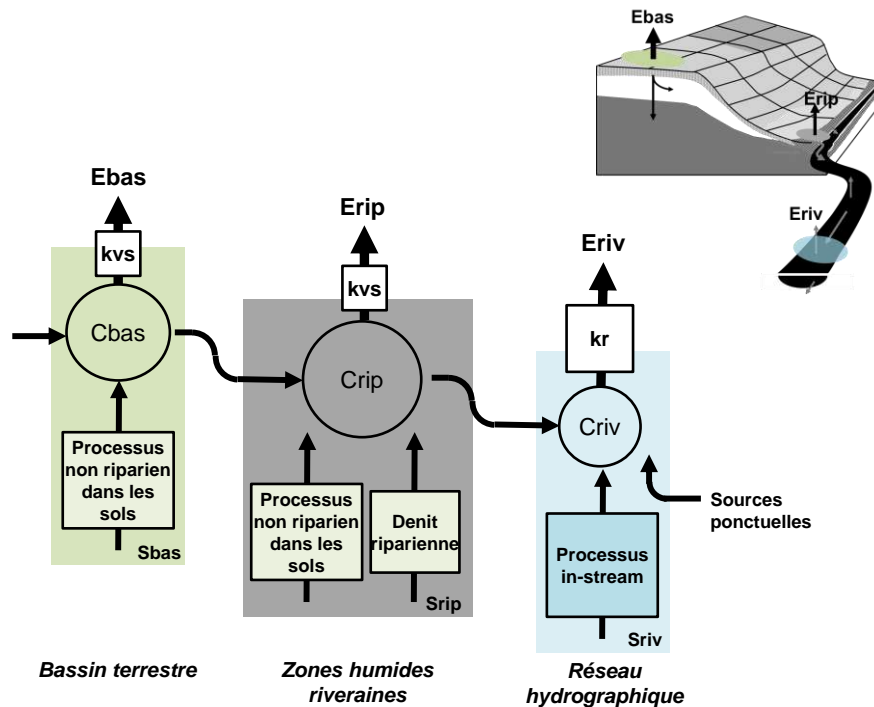 Ebas
Erip
Eriv
Ebas
kvs
Cbas
Processus
non riparien
dans les
sols
Sbas
Erip
kvs
Crip
Processus
non riparien
dans les
sols
Denit
riparienne
Srip
Eriv
kr
Criv
Sources
ponctuelles
Processus
in-stream
Sriv
Bassin terrestre
Zones humides
riveraines
Réseau
hydrographique